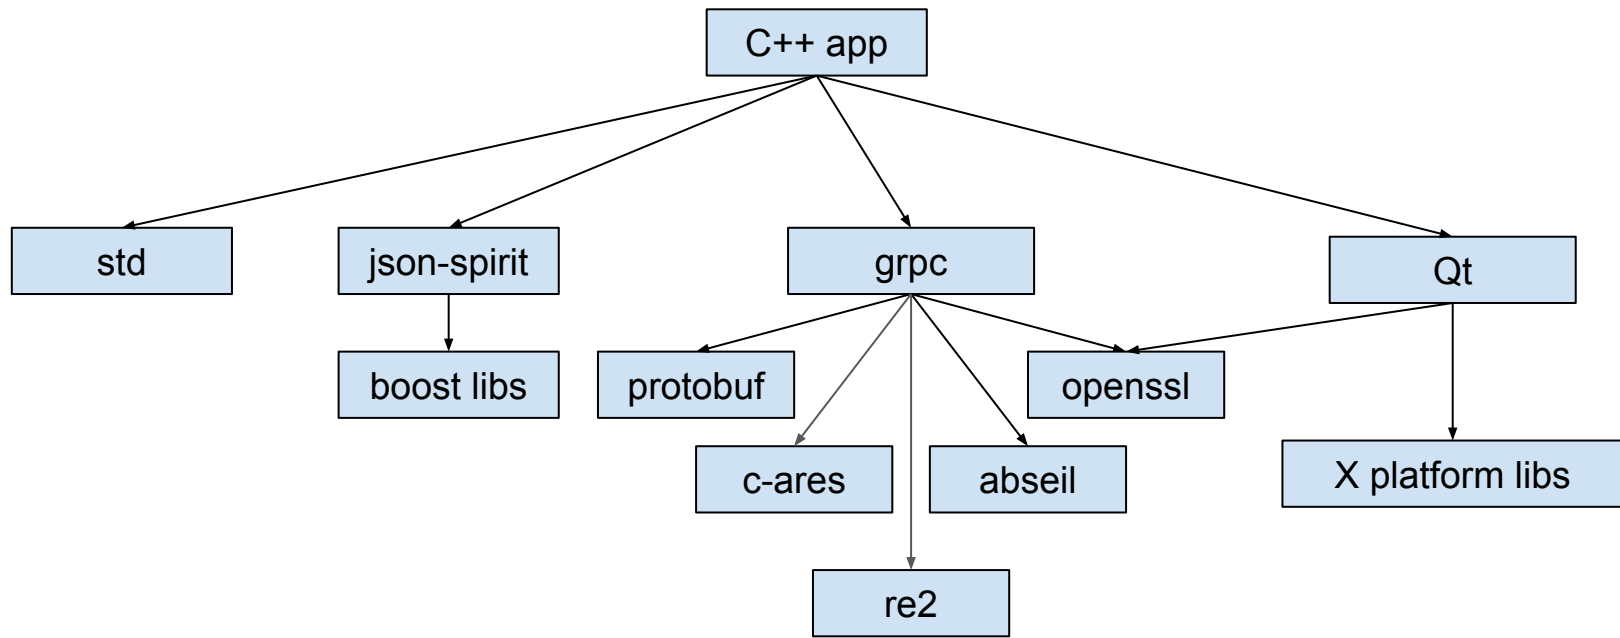 C++ app
std
json-spirit
grpc
Qt
boost libs
protobuf
openssl
c-ares
abseil
X platform libs
re2